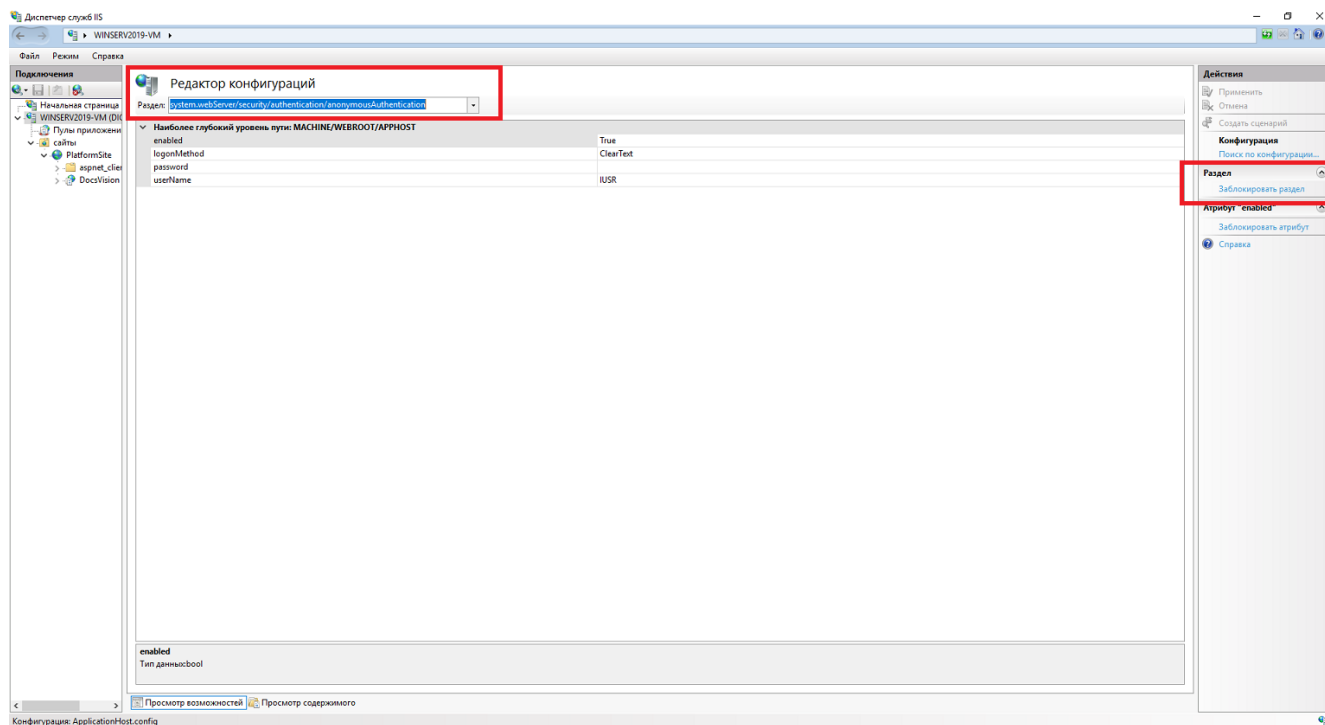 Диспетчер служб IIS
WINSERV2019-VM
Файл Режим Справка
Подключения
Начальная страница
WINSERV2019-VM (DI
Пулы приложени
сайты
PlatformSite
aspnet_clie
DocsVision
Редактор конфигураций
Раздел: system.webServer/security/authentication/anonymousAuthentication
Наиболее глубокий уровень пути: MACHINE/WEBROOT/APPHOST
enabled True
logonMethod ClearText
password
userName IUSR
enabled
Тип данных:bool
Просмотр возможностей Просмотр содержимого
Действия
Применить
Отмена
Создать сценарий
Конфигурация
Поиск по конфигурации...
Раздел
Заблокировать раздел
Атрибут "enabled"
Заблокировать атрибут
Справка
Конфигурация: ApplicationHost.config